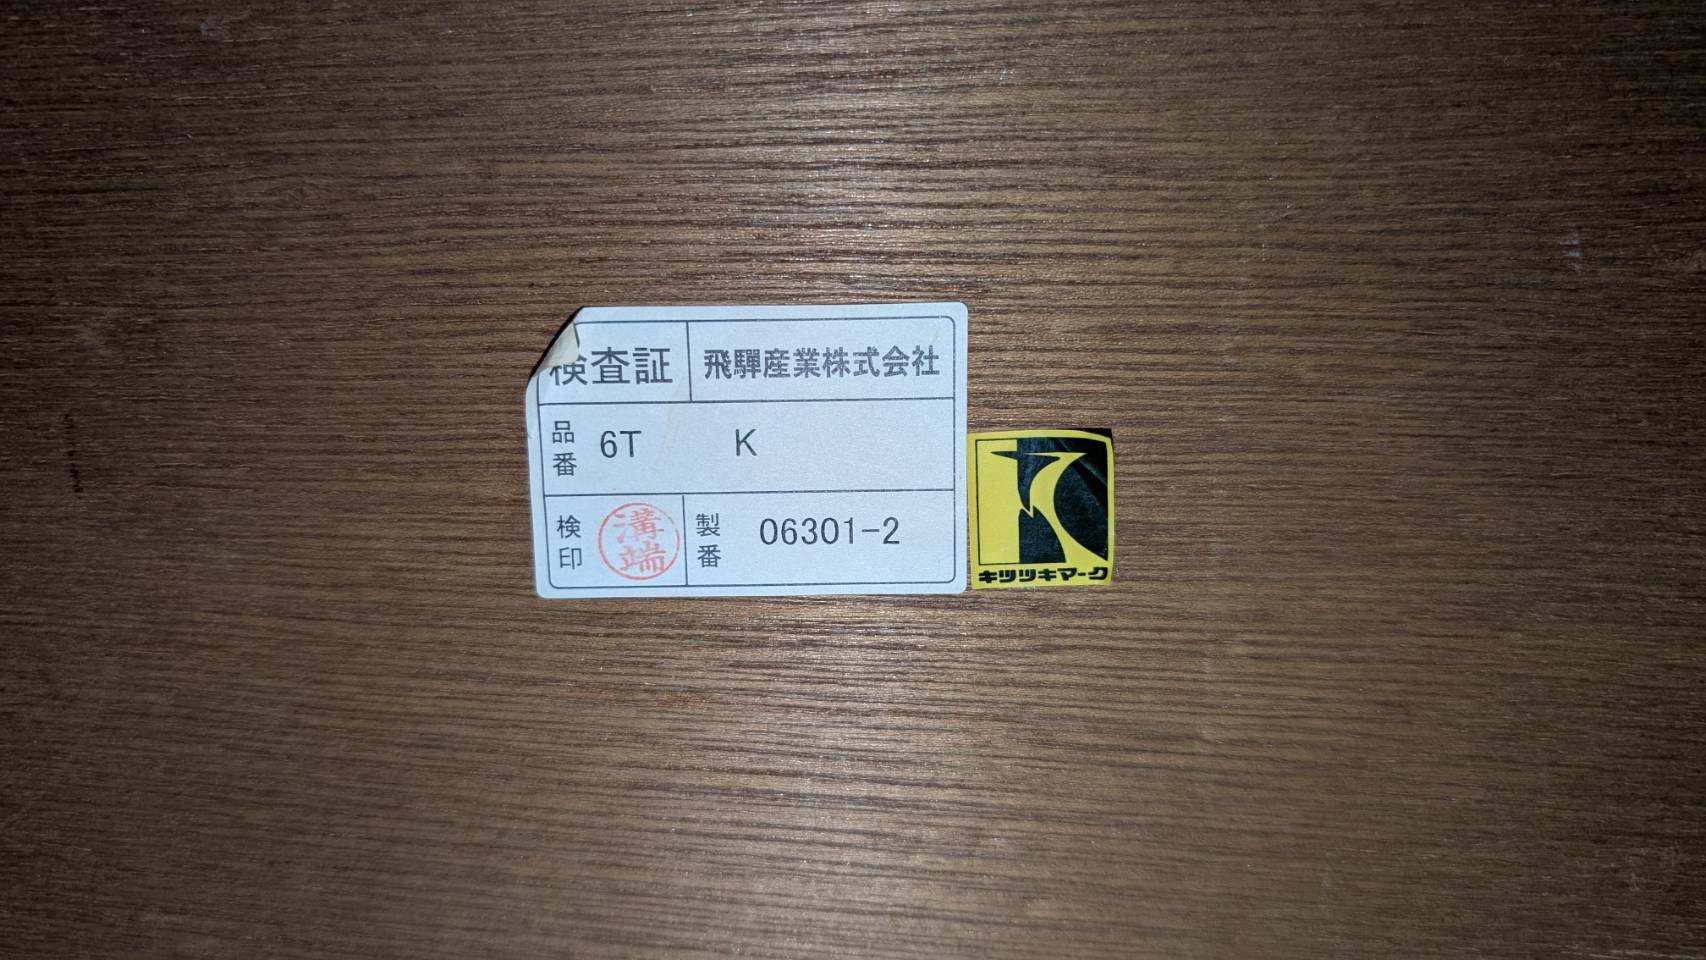 検査証 飛騨産業株式会社
品番 6T K
検印 溝端 製番 06301-2
キツツキマーク